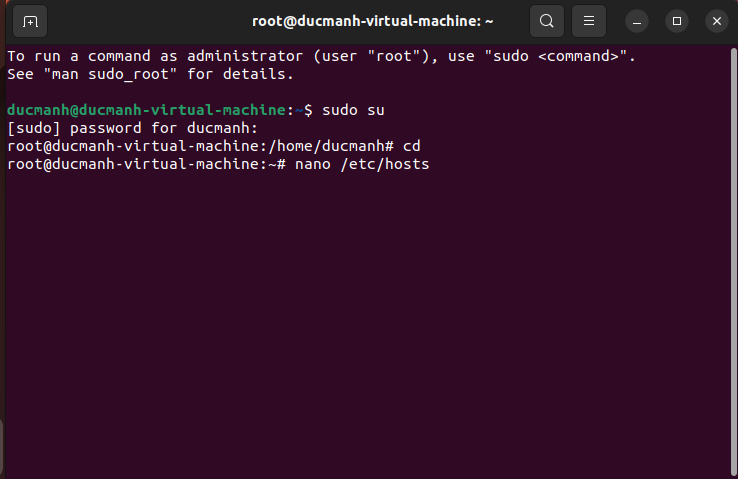 root@ducmanh-virtual-machine: ~
To run a command as administrator (user "root"), use "sudo <command>".
See "man sudo_root" for details.
ducmanh@ducmanh-virtual-machine:~$ sudo su
[sudo] password for ducmanh:
root@ducmanh-virtual-machine:/home/ducmanh# cd
root@ducmanh-virtual-machine:~# nano /etc/hosts